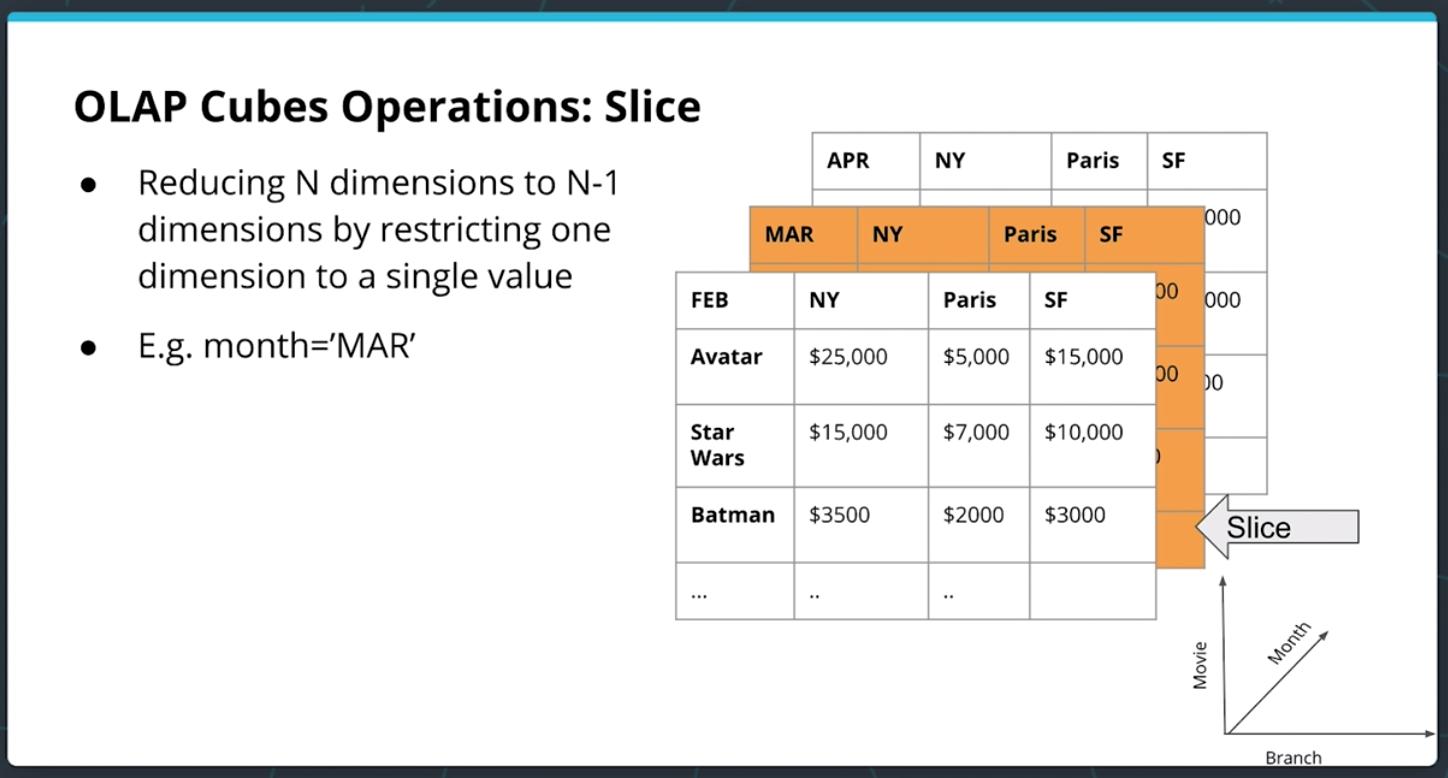 OLAP Cubes Operations: Slice
● Reducing N dimensions to N-1
dimensions by restricting one
dimension to a single value
● E.g. month=’MAR’
APR NY Paris SF
000
000
00
MAR NY Paris SF
00
00
FEB NY Paris SF
Avatar $25,000 $5,000 $15,000
Star
Wars $15,000 $7,000 $10,000
Batman $3500 $2000 $3000
... .. ..
Slice
Movie
Month
Branch